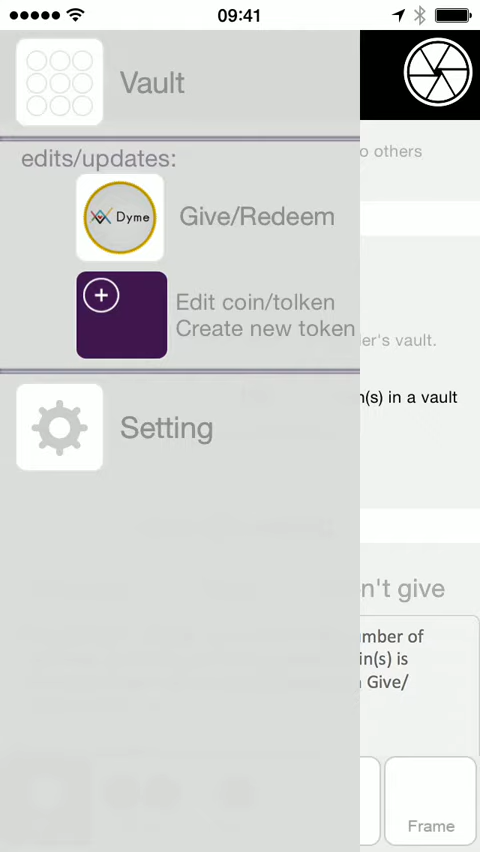 09:41
Vault
edits/updates:
Dyme
Give/Redeem
Edit coin/tolken
Create new token
Setting
o others
er's vault.
n(s) in a vault
n't give
mber of
in(s) is
Give/
Frame